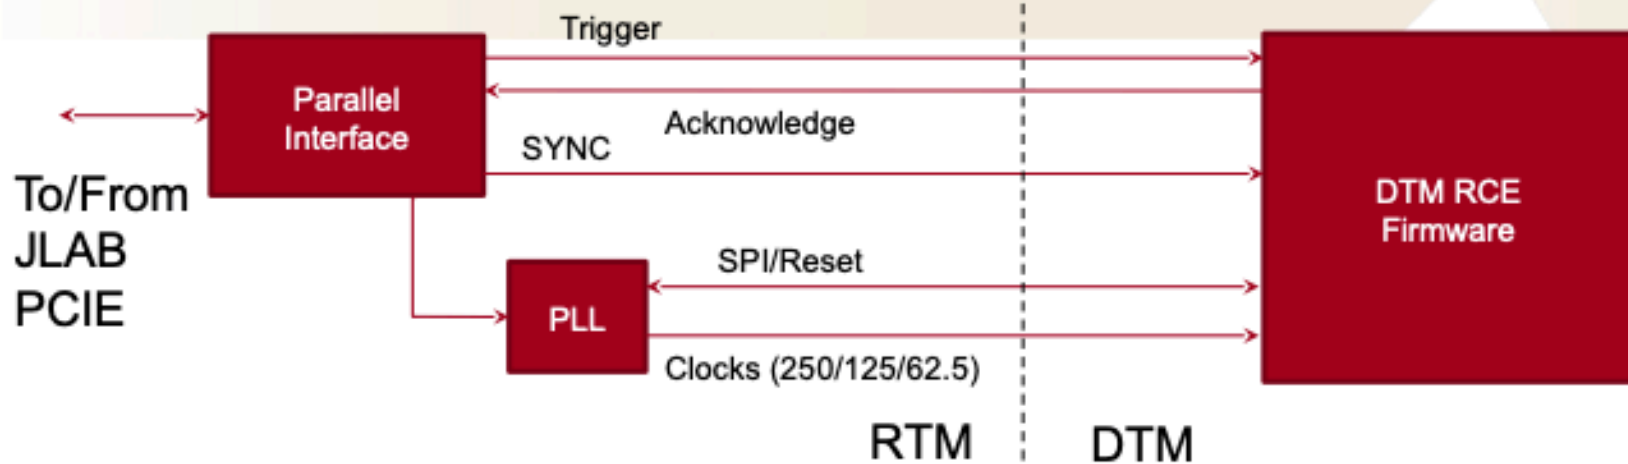 Trigger
Parallel
Interface
Acknowledge
SYNC
To/From
JLAB
PCIE
DTM RCE
Firmware
SPI/Reset
PLL
Clocks (250/125/62.5)
RTM
DTM